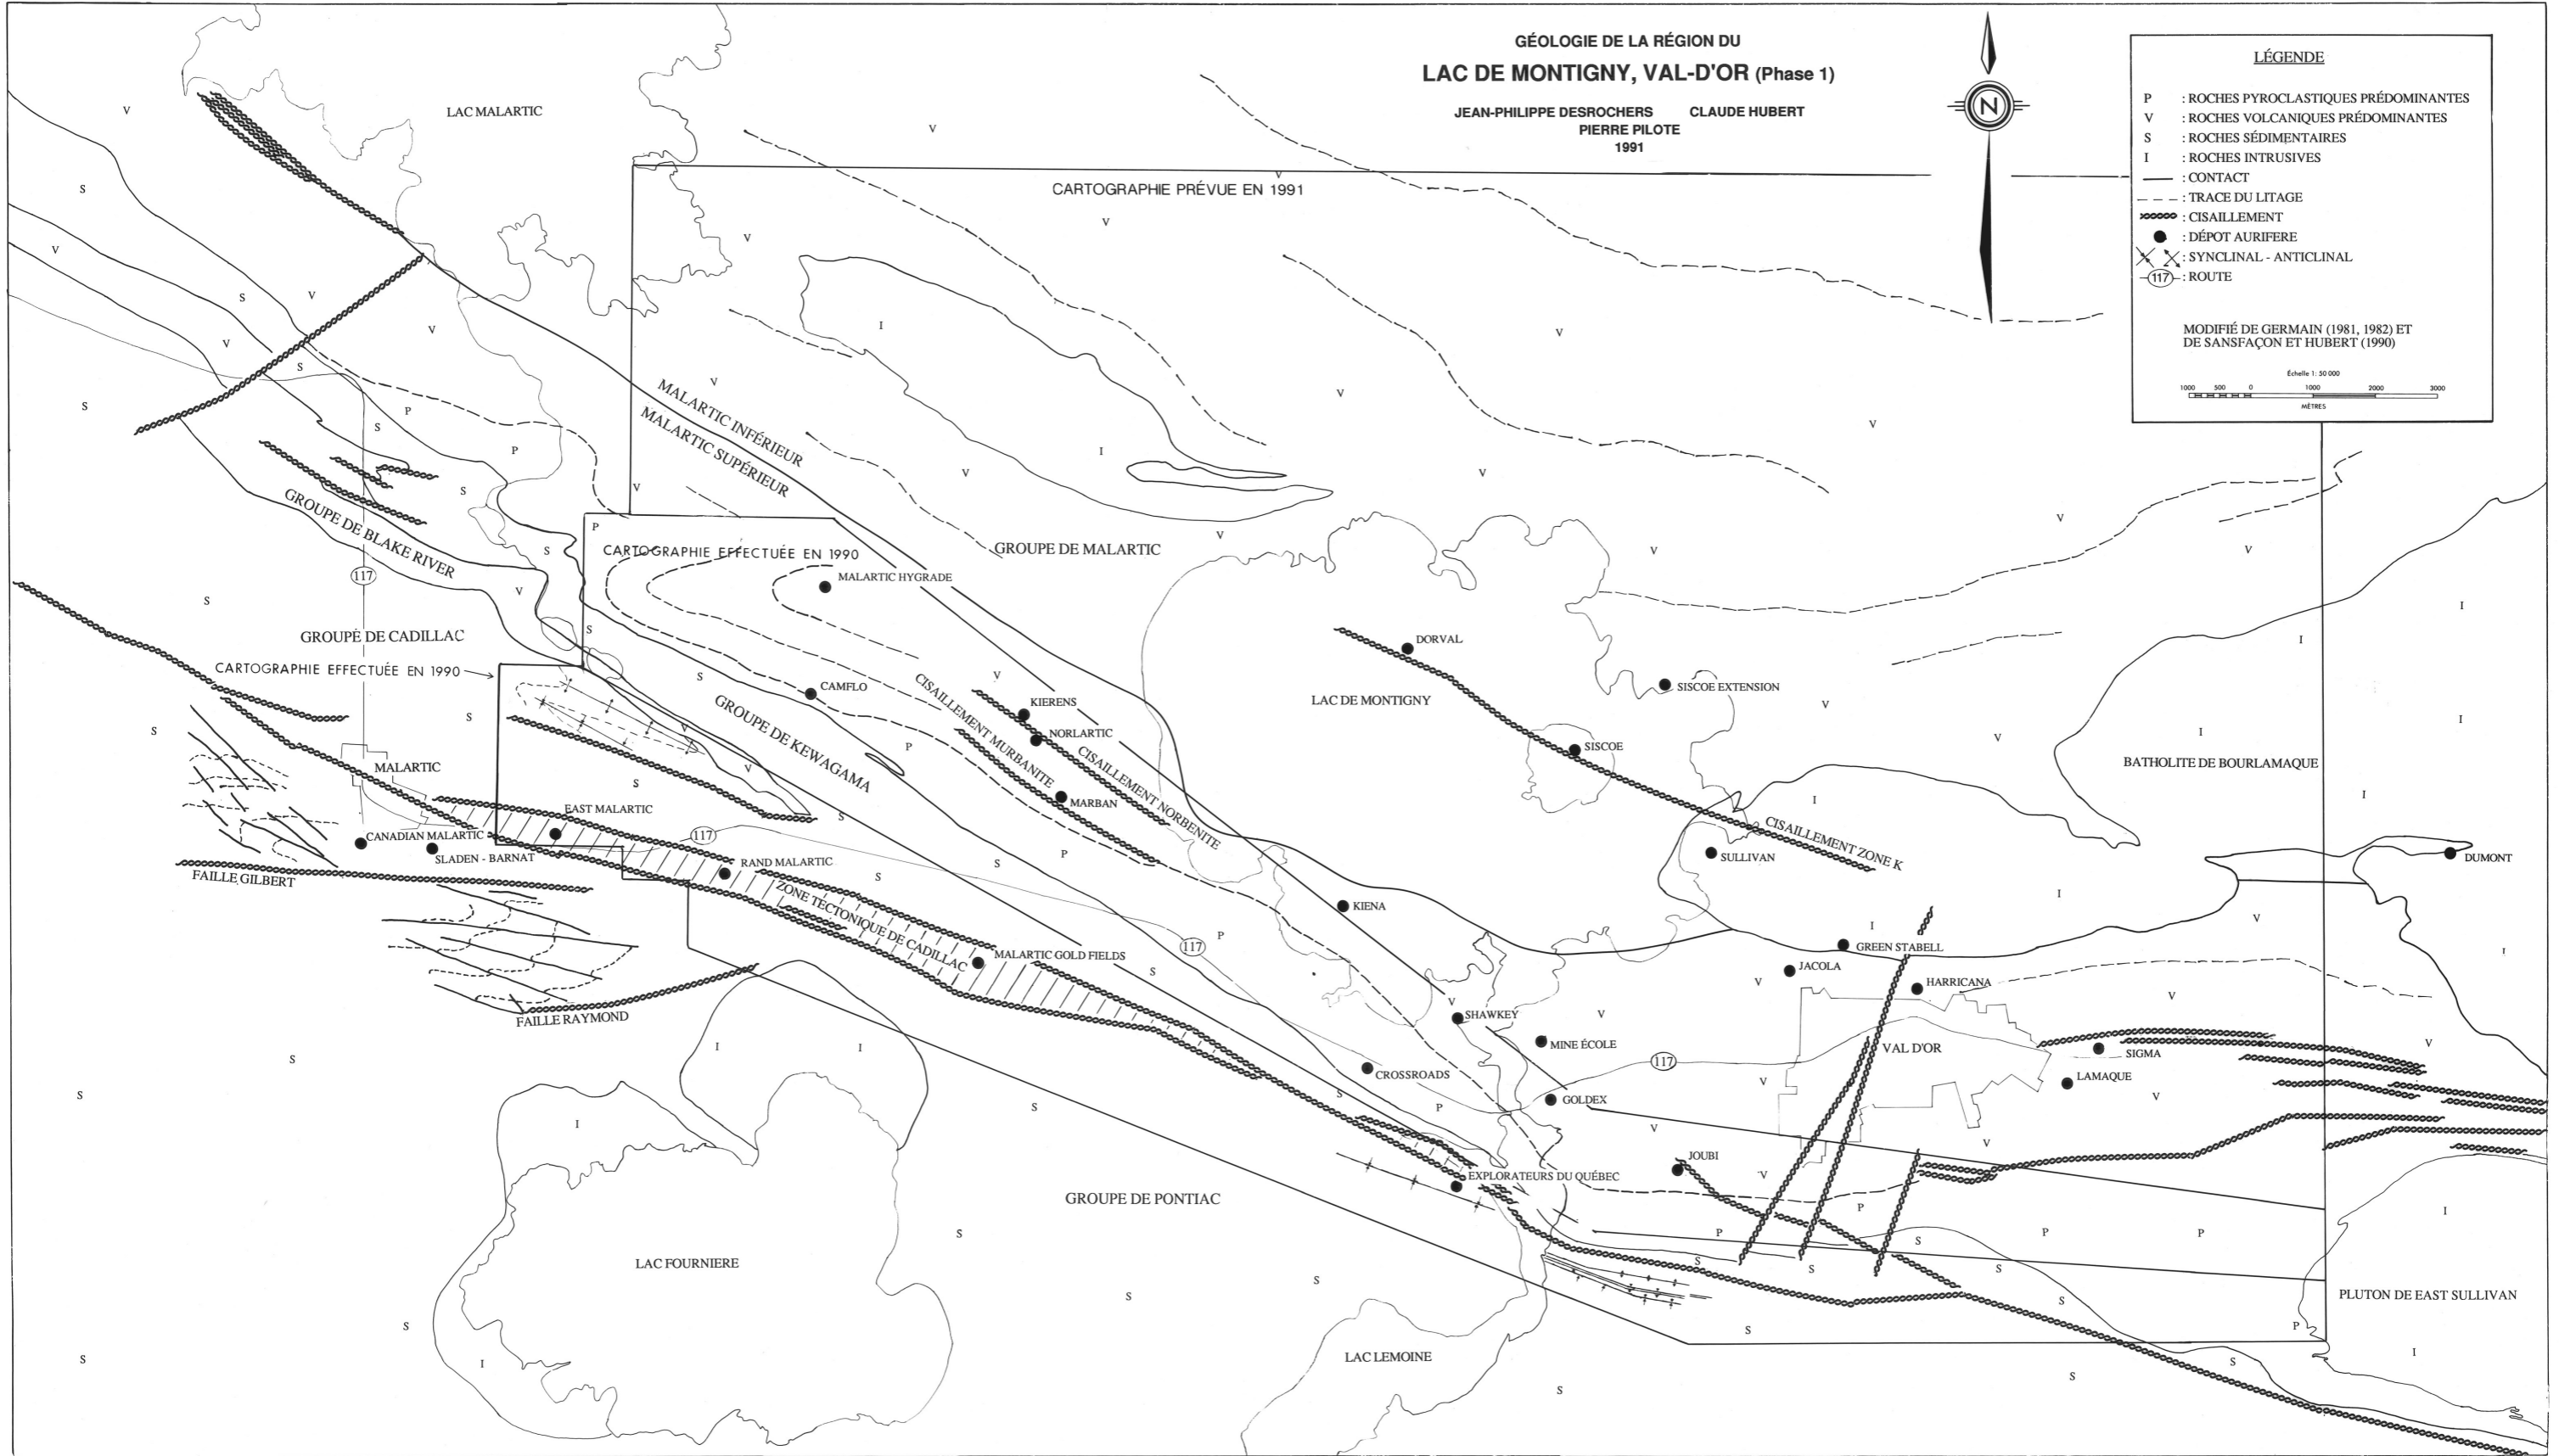 GÉOLOGIE DE LA RÉGION DU
LAC DE MONTIGNY, VAL-D'OR (Phase 1)
JEAN-PHILIPPE DESROCHERS CLAUDE HUBERT
PIERRE PILOTE
1991
N
LÉGENDE
P : ROCHES PYROCLASTIQUES PRÉDOMINANTES
V : ROCHES VOLCANIQUES PRÉDOMINANTES
S : ROCHES SÉDIMENTAIRES
I : ROCHES INTRUSIVES
: CONTACT
: TRACE DU LITAGE
: CISAILLEMENT
: DÉPOT AURIFERE
: SYNCLINAL - ANTICLINAL
117 : ROUTE
MODIFIÉ DE GERMAIN (1981, 1982) ET
DE SANSFAÇON ET HUBERT (1990)
Échelle 1: 50 000
1000 500 0 1000 2000 3000
MÈTRES
LAC MALARTIC
CARTOGRAPHIE PRÉVUE EN 1991
MALARTIC INFÉRIEUR
MALARTIC SUPÉRIEUR
GROUPE DE BLAKE RIVER
117
CARTOGRAPHIE EFFECTUÉE EN 1990
GROUPE DE MALARTIC
MALARTIC HYGRADE
GROUPE DE CADILLAC
CARTOGRAPHIE EFFECTUÉE EN 1990
CAMFLO
GROUPE DE KEWAGAMA
CISAILLEMENT MURBANITE
KIERENS
NORLARTIC
CISAILLEMENT NORBENITE
MARBAN
DORVAL
LAC DE MONTIGNY
SISCOE EXTENSION
SISCOE
CISAILLEMENT ZONE K
SULLIVAN
BATHOLITE DE BOURLAMAQUE
DUMONT
MALARTIC
EAST MALARTIC
CANADIAN MALARTIC
SLADEN - BARNAT
117
RAND MALARTIC
FAILLE GILBERT
ZONE TECTONIQUE DE CADILLAC
MALARTIC GOLD FIELDS
117
KIENA
GREEN STABELL
JACOLA
HARRICANA
FAILLE RAYMOND
SHAWKEY
MINE ÉCOLE
117
VAL D'OR
SIGMA
LAMAQUE
CROSSROADS
GOLDEX
JOUBI
EXPLORATEURS DU QUÉBEC
GROUPE DE PONTIAC
LAC FOURNIERE
LAC LEMOINE
PLUTON DE EAST SULLIVAN